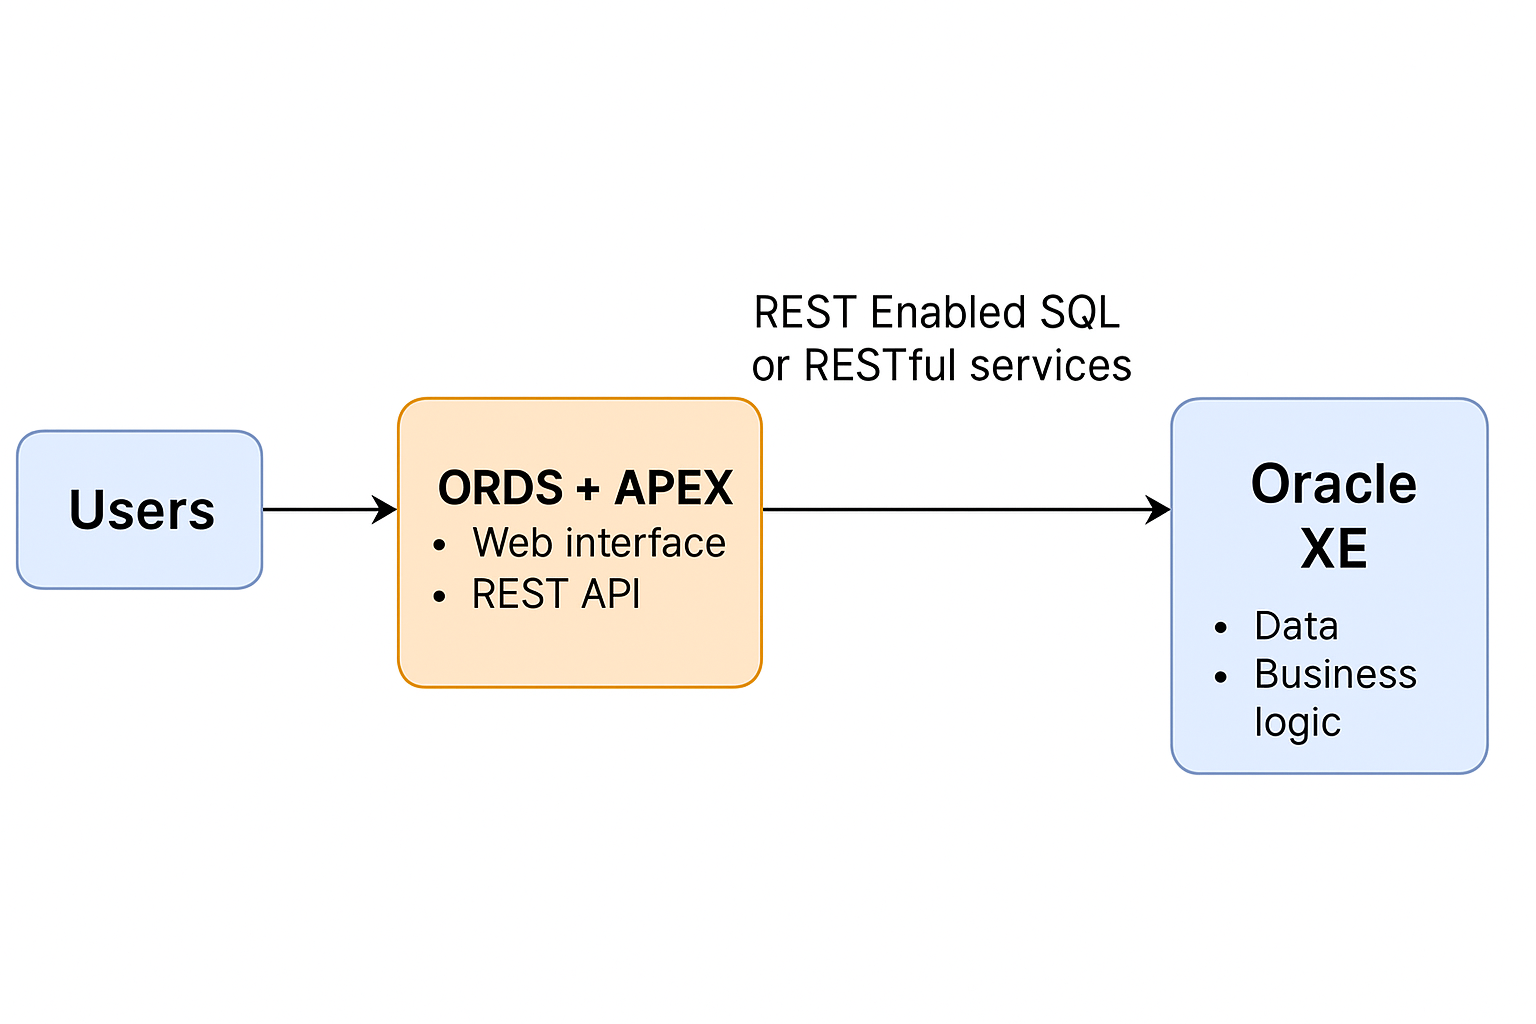 REST Enabled SQL
or RESTful services
Users
ORDS + APEX
• Web interface
• REST API
Oracle
XE
• Data
• Business
logic